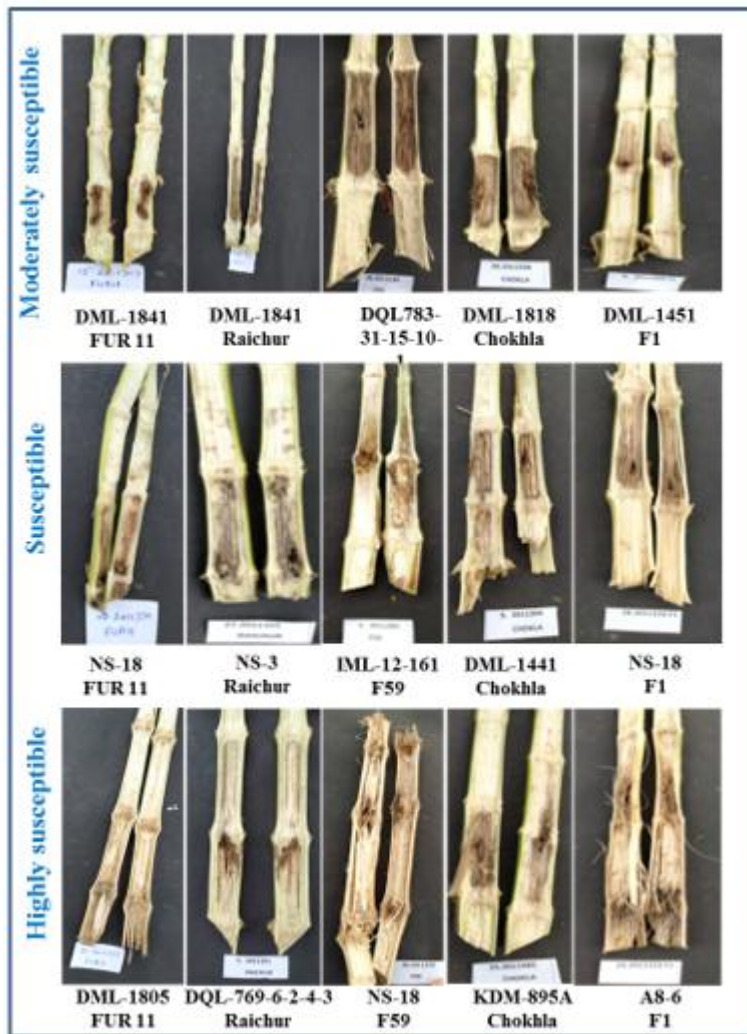 Moderately susceptible
DML-1841
FUR 11
DML-1841
Raichur
DQL783-
31-15-10-
1
DML-1818
Chokhla
DML-1451
F1
Susceptible
NS-18
FUR 11
NS-3
Raichur
IML-12-161
F59
DML-1441
Chokhla
NS-18
F1
Highly susceptible
DML-1805
FUR 11
DQL-769-6-2-4-3
Raichur
NS-18
F59
KDM-895A
Chokhla
A8-6
F1